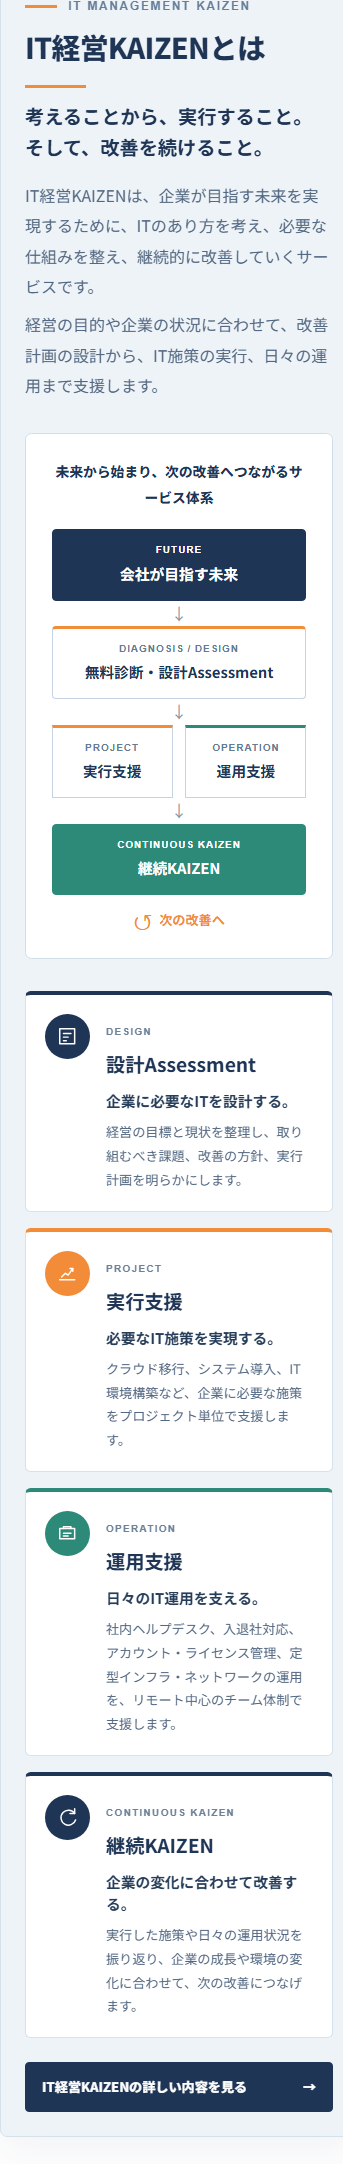 IT MANAGEMENT KAIZEN
IT経営KAIZENとは
考えることから、実行すること。
そして、改善を続けること。
IT経営KAIZENは、企業が目指す未来を実
現するために、ITのあり方を考え、必要な
仕組みを整え、継続的に改善していくサー
ビスです。
経営の目的や企業の状況に合わせて、改善
計画の設計から、IT施策の実行、日々の運
用まで支援します。
未来から始まり、次の改善へつながるサ
ービス体系
FUTURE
会社が目指す未来
↓
DIAGNOSIS / DESIGN
無料診断・設計Assessment
↓
PROJECT
実行支援
OPERATION
運用支援
↓
CONTINUOUS KAIZEN
継続KAIZEN
↺ 次の改善へ
DESIGN
設計Assessment
企業に必要なITを設計する。
経営の目標と現状を整理し、取り
組むべき課題、改善の方針、実行
計画を明らかにします。
PROJECT
実行支援
必要なIT施策を実現する。
クラウド移行、システム導入、IT
環境構築など、企業に必要な施策
をプロジェクト単位で支援しま
す。
OPERATION
運用支援
日々のIT運用を支える。
社内ヘルプデスク、入退社対応、
アカウント・ライセンス管理、定
型インフラ・ネットワークの運用
を、リモート中心のチーム体制で
支援します。
CONTINUOUS KAIZEN
継続KAIZEN
企業の変化に合わせて改善す
る。
実行した施策や日々の運用状況を
振り返り、企業の成長や環境の変
化に合わせて、次の改善につなげ
ます。
IT経営KAIZENの詳しい内容を見る →